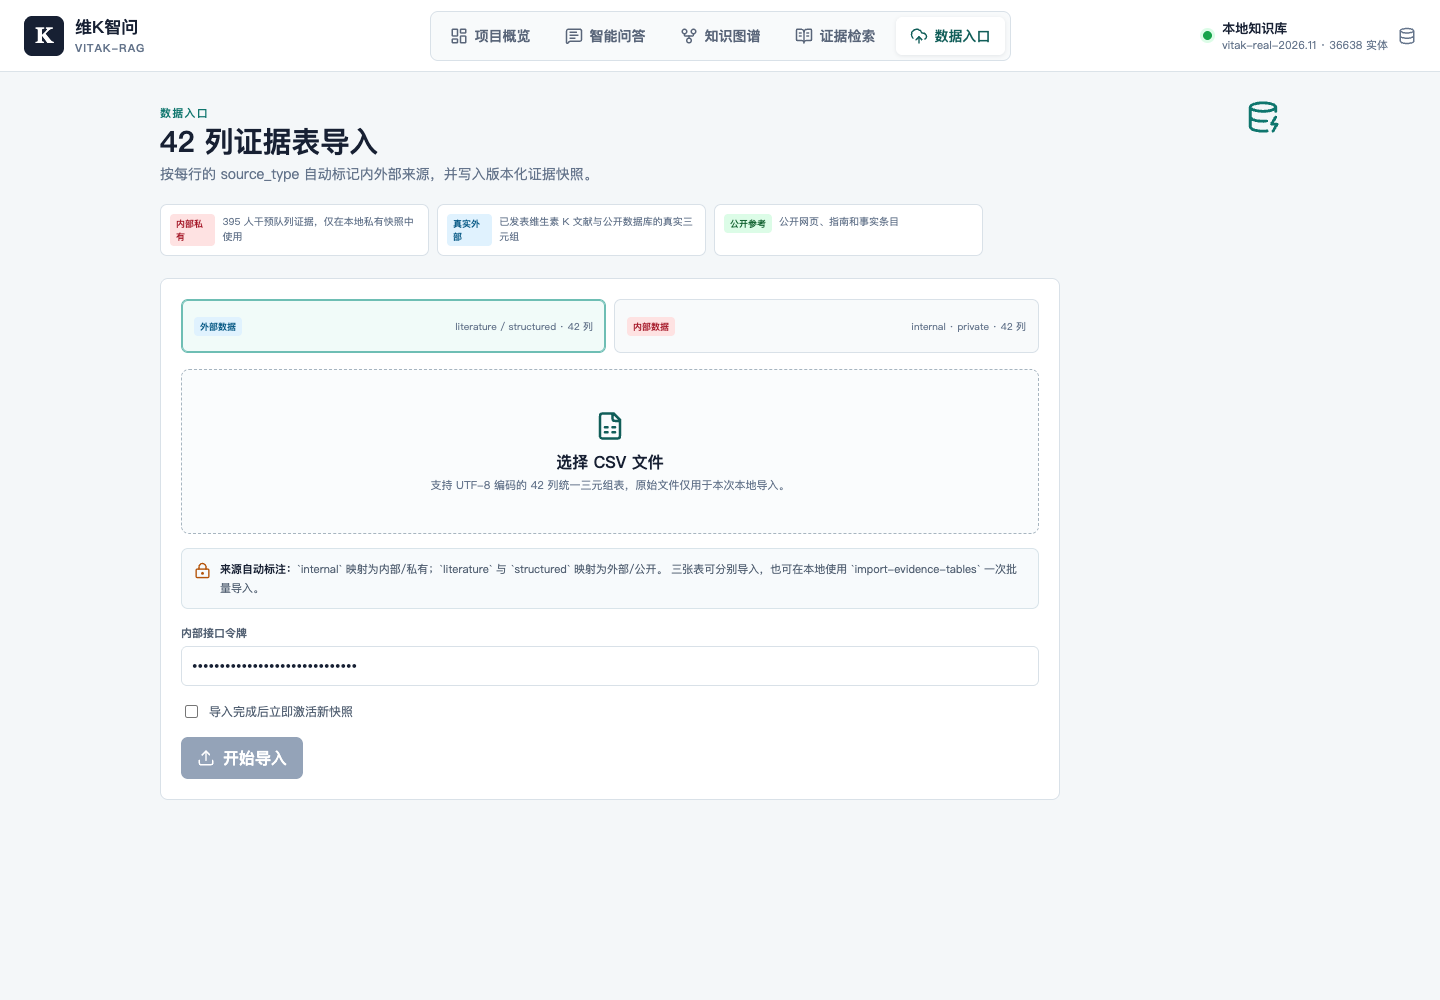 K
维K智问
VITAK-RAG
项目概览
智能问答
知识图谱
证据检索
数据入口
本地知识库
vitak-real-2026.11 · 36638 实体
数据入口
42 列证据表导入
按每行的 source_type 自动标记内外部来源，并写入版本化证据快照。
内部私
有
395 人干预队列证据，仅在本地私有快照中
使用
真实外
部
已发表维生素 K 文献与公开数据库的真实三
元组
公开参考
公开网页、指南和事实条目
外部数据
literature / structured · 42 列
内部数据
internal · private · 42 列
选择 CSV 文件
支持 UTF-8 编码的 42 列统一三元组表，原始文件仅用于本次本地导入。
来源自动标注：`internal` 映射为内部/私有；`literature` 与 `structured` 映射为外部/公开。 三张表可分别导入，也可在本地使用 `import-evidence-tables` 一次批
量导入。
内部接口令牌
••••••••••••••••••••••••••••••
导入完成后立即激活新快照
开始导入